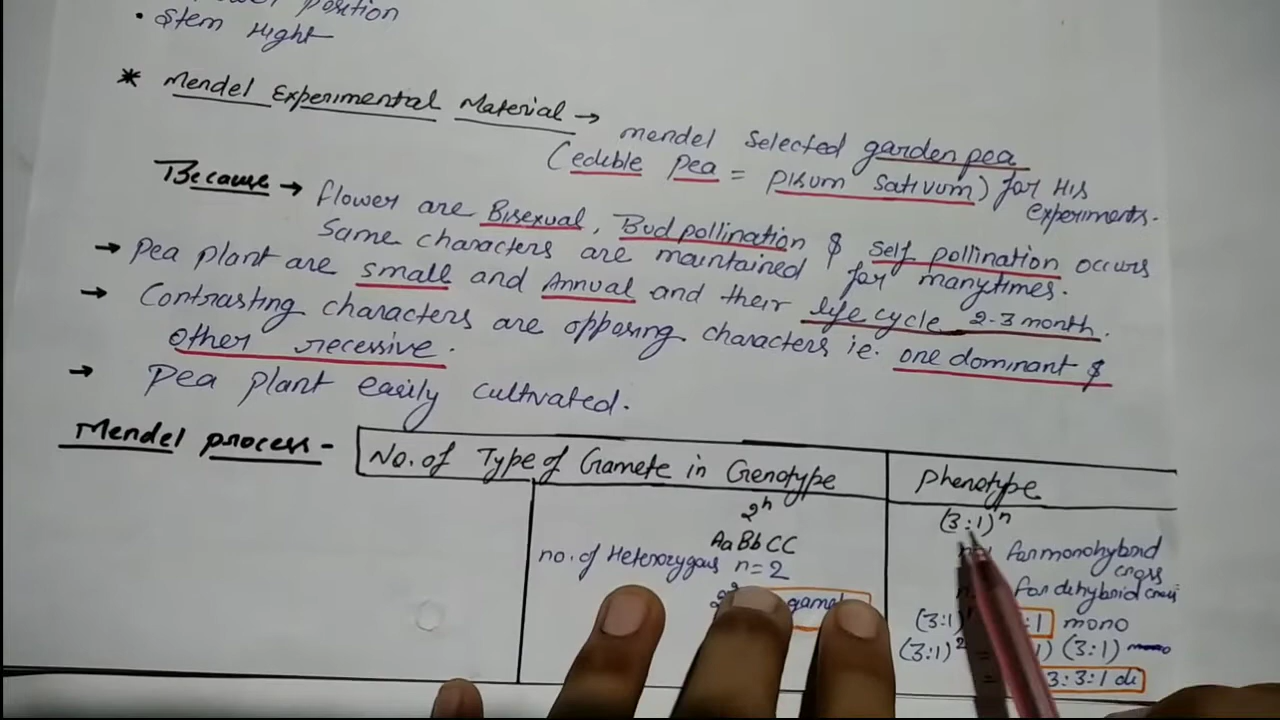 Position
• Stem Hight
* Mendel Experimental Material → mendel selected garden pea
(edible pea = pisum sativum) for His experiments.
Because → flower are Bisexual, Bud pollination $ self pollination occurs
Same characters are maintained for manytimes.
→ Pea plant are small and Annual and their life cycle 2-3 month.
→ Contrasting characters are opposing characters i.e. one dominant $
other recessive.
→ Pea plant easily cultivated.
Mendel process-
No. of Type of Gamete in Genotype
2ⁿ
AaBbCC
no. of Heterozygous n=2
Phenotype
(3:1)ⁿ
for monohybrid cross
for dihybrid cross
(3:1) :1 mono
(3:1)² = 1) (3:1)
= 3:3:1 di